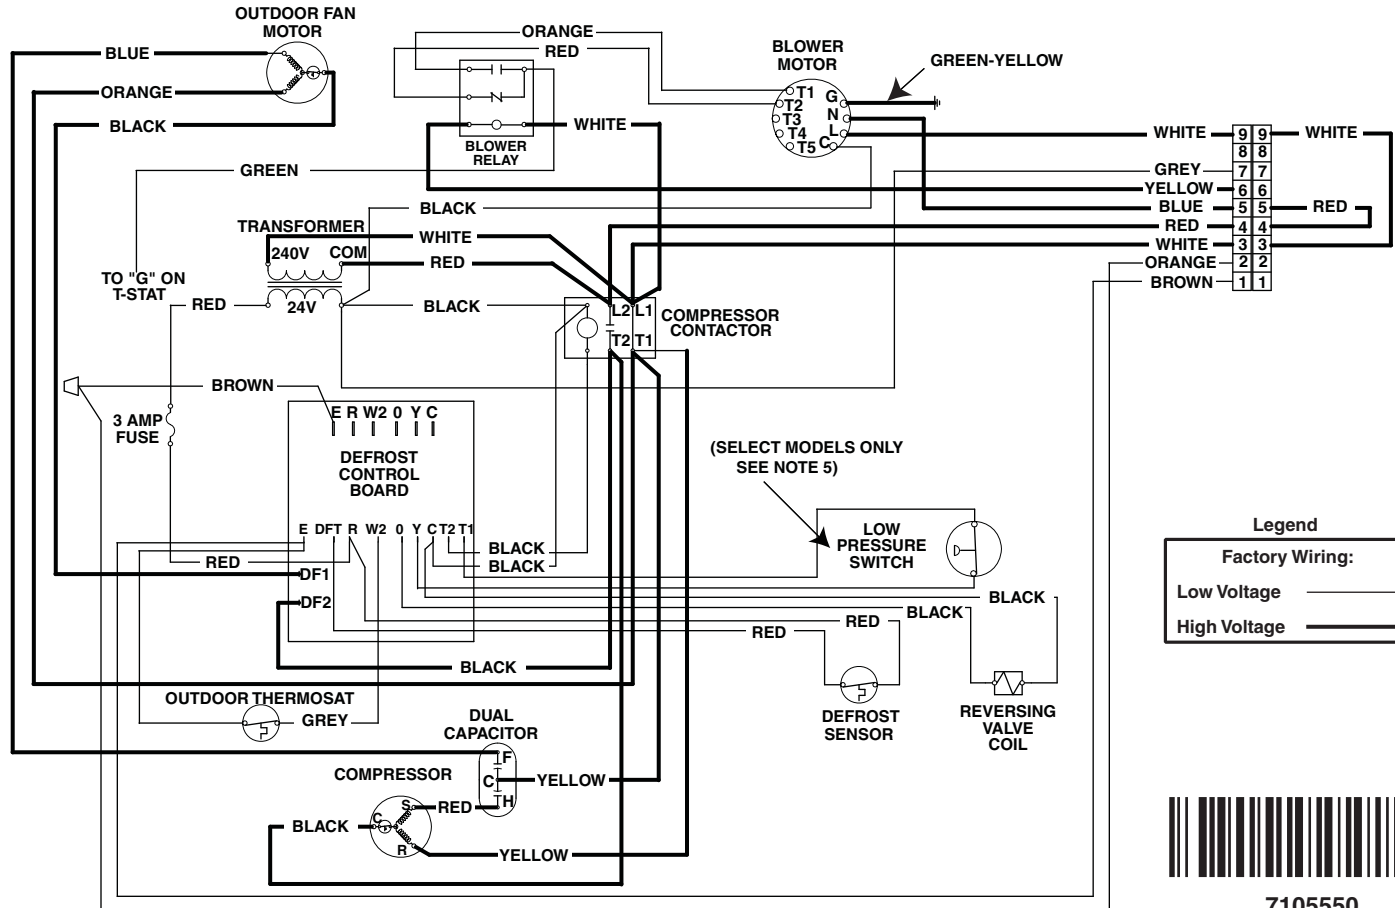 OUTDOOR FAN
MOTOR
BLUE
ORANGE
BLACK
ORANGE
RED
WHITE
BLOWER
RELAY
GREEN
BLOWER
MOTOR
T1
T2
T3
T4
T5
G
N
L
C
GREEN-YELLOW
WHITE 9 9 WHITE
8 8
GREY 7 7
YELLOW 6 6
BLUE 5 5 RED
RED 4 4
WHITE 3 3
ORANGE 2 2
BROWN 1 1
BLACK
TRANSFORMER
WHITE
240V COM
RED
TO "G" ON
T-STAT
RED
24V
BLACK
L2 L1
T2 T1
COMPRESSOR
CONTACTOR
BROWN
3 AMP
FUSE
E R W2 0 Y C
DEFROST
CONTROL
BOARD
E DFT R W2 0 Y C T2 T1
RED
DF1
DF2
BLACK
BLACK
(SELECT MODELS ONLY
SEE NOTE 5)
LOW
PRESSURE
SWITCH
BLACK
BLACK
RED
RED
BLACK
OUTDOOR THERMOSAT
GREY
DEFROST
SENSOR
REVERSING
VALVE
COIL
DUAL
CAPACITOR
F
C
H
YELLOW
COMPRESSOR
RED
S
C
R
BLACK
YELLOW
Legend
Factory Wiring:
Low Voltage
High Voltage
7105550